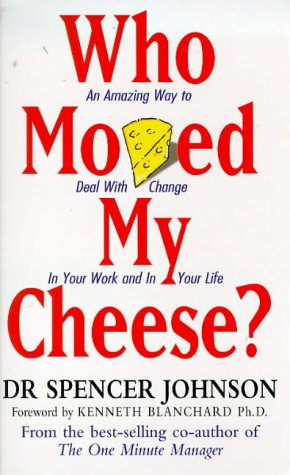 Who
An Amazing Way to
Moved
Deal With Change
My
In Your Work and In Your Life
Cheese?
DR SPENCER JOHNSON
Foreword by KENNETH BLANCHARD Ph.D.
From the best-selling co-author of
The One Minute Manager